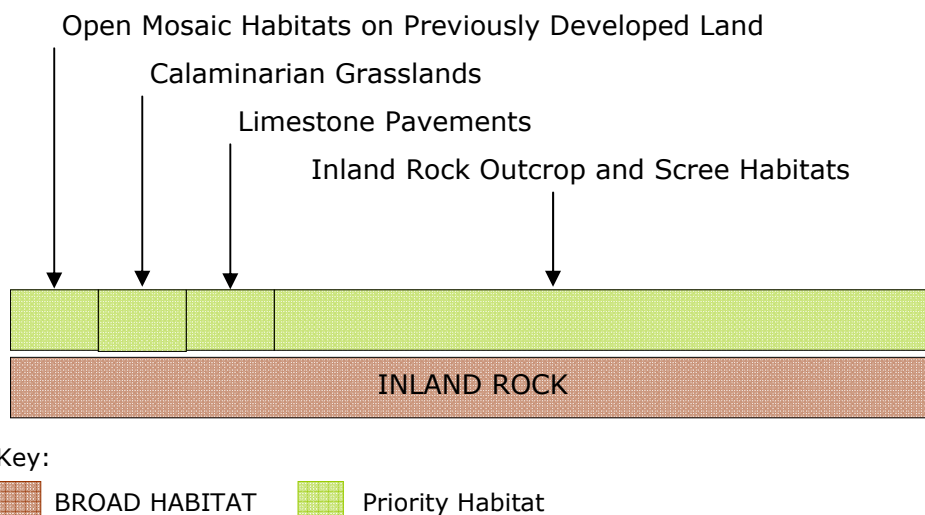 Open Mosaic Habitats on Previously Developed Land
Calaminarian Grasslands
Limestone Pavements
Inland Rock Outcrop and Scree Habitats
INLAND ROCK
Key:
BROAD HABITAT
Priority Habitat